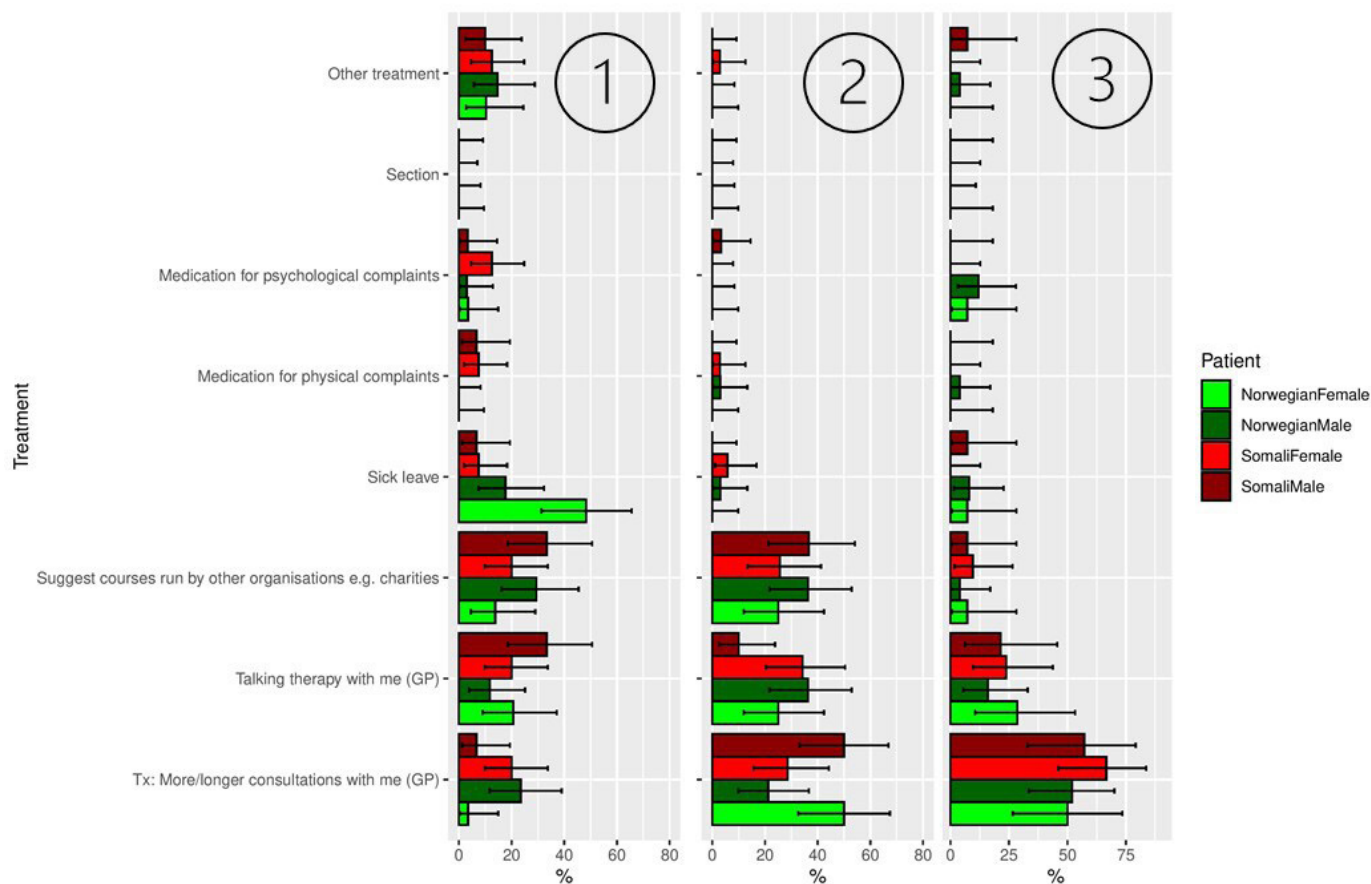 1
2
3
Treatment
Other treatment
Section
Medication for psychological complaints
Medication for physical complaints
Sick leave
Suggest courses run by other organisations e.g. charities
Talking therapy with me (GP)
Tx: More/longer consultations with me (GP)
0 20 40 60 80
%
0 20 40 60 80
%
0 25 50 75
%
Patient
NorwegianFemale
NorwegianMale
SomaliFemale
SomaliMale